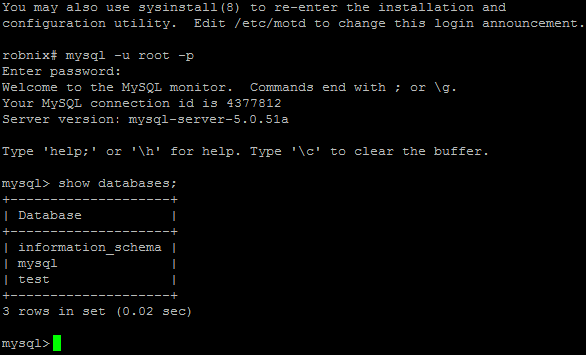 You may also use sysinstall(8) to re-enter the installation and
configuration utility.  Edit /etc/motd to change this login announcement.
robnix# mysql -u root -p
Enter password:
Welcome to the MySQL monitor.  Commands end with ; or \g.
Your MySQL connection id is 4377812
Server version: mysql-server-5.0.51a
Type 'help;' or '\h' for help. Type '\c' to clear the buffer.
mysql> show databases;
+--------------------+
| Database           |
+--------------------+
| information_schema |
| mysql              |
| test               |
+--------------------+
3 rows in set (0.02 sec)
mysql>